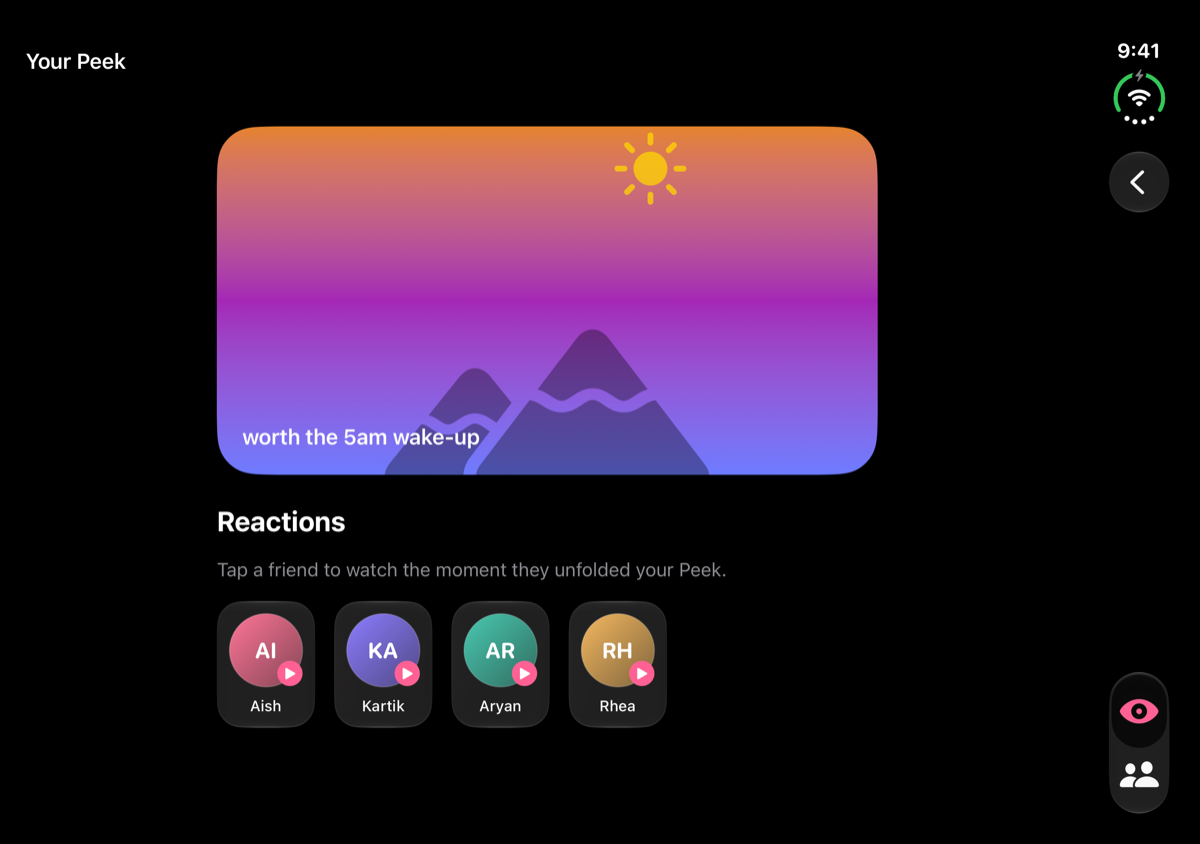 Your Peek
9:41
worth the 5am wake-up
Reactions
Tap a friend to watch the moment they unfolded your Peek.
AI
KA
AR
RH
Aish
Kartik
Aryan
Rhea